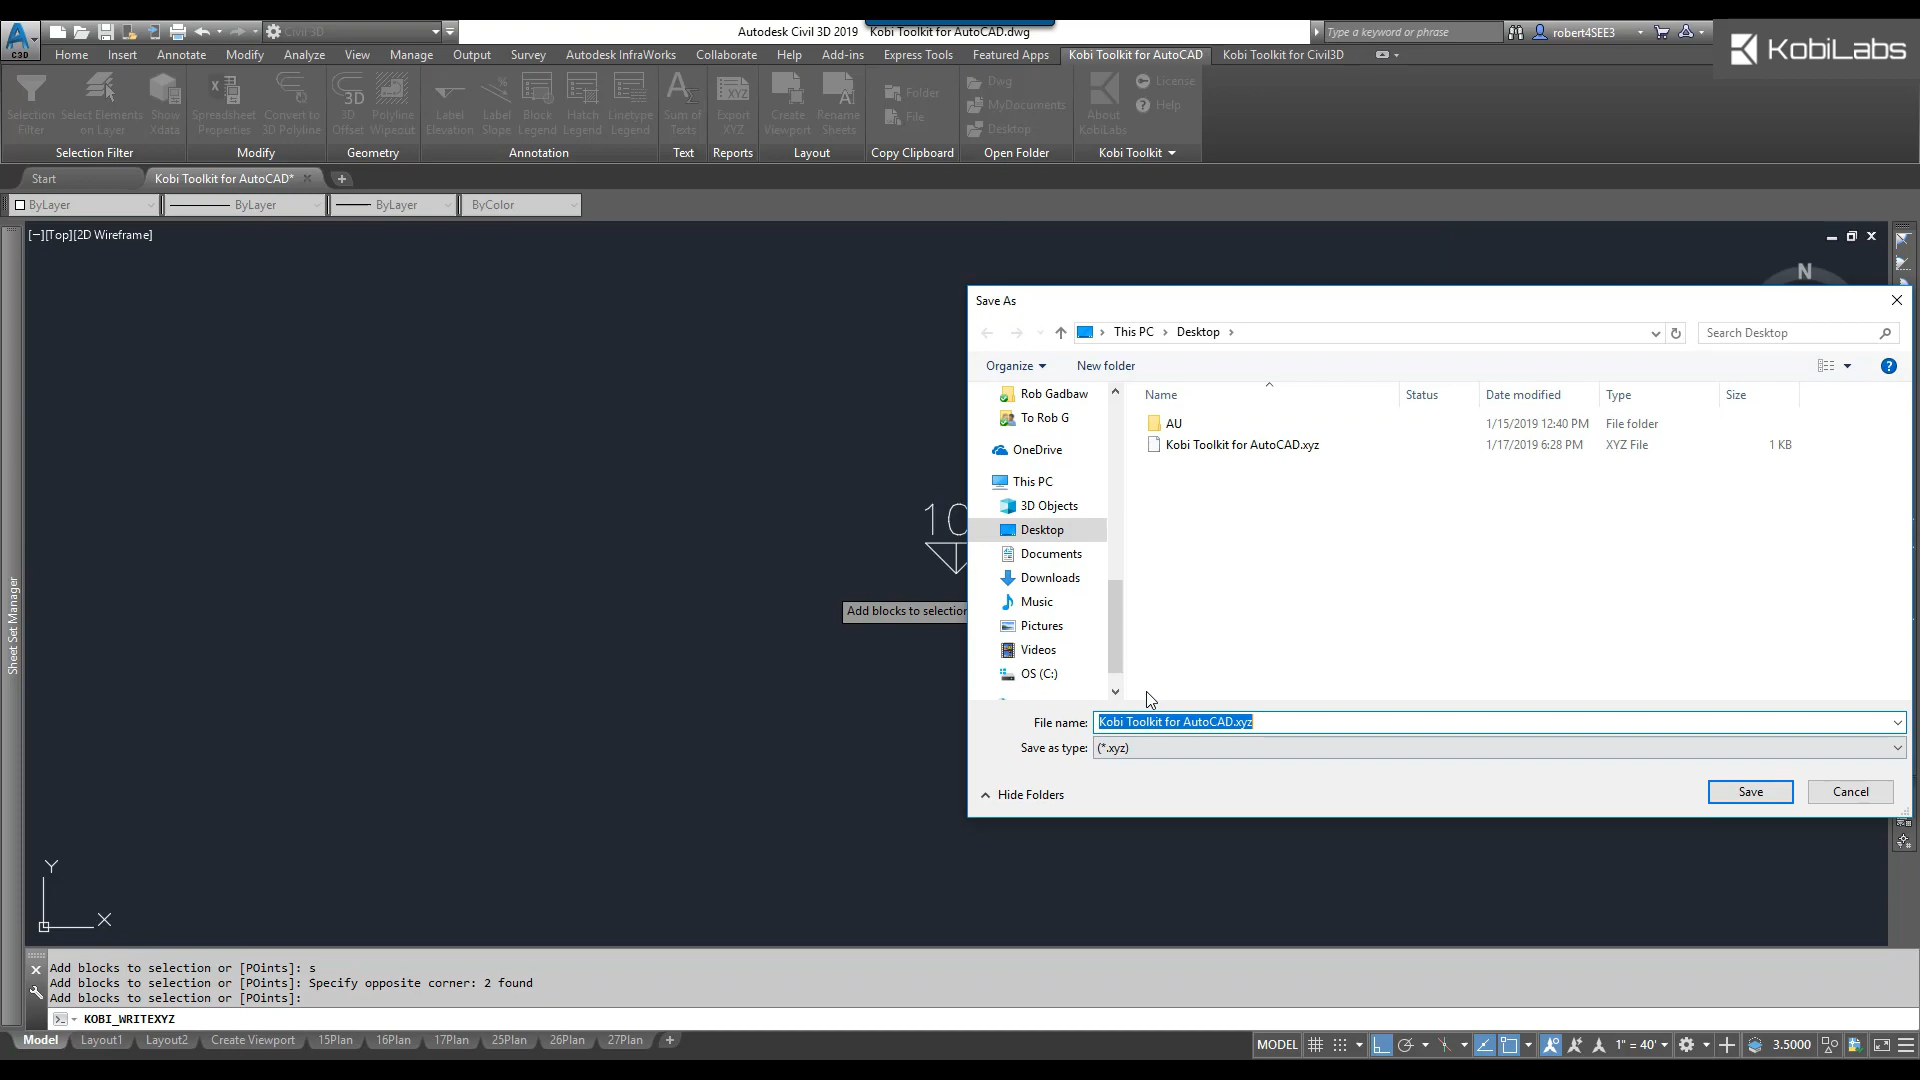 C3D
Civil 3D
Autodesk Civil 3D 2019 Kobi Toolkit for AutoCAD.dwg
Type a keyword or phrase
robert4SEE3
KobiLabs
Home Insert Annotate Modify Analyze View Manage Output Survey Autodesk InfraWorks Collaborate Help Add-ins Express Tools Featured Apps Kobi Toolkit for AutoCAD Kobi Toolkit for Civil3D
Selection Filter
Select Elements on Layer
Show Xdata
Spreadsheet Properties
Convert to 3D Polyline
3D Offset
Polyline Wipeout
Label Elevation
Label Slope
Block Legend
Hatch Legend
Linetype Legend
Sum of Texts
XYZ
Export XYZ
Create Viewport
Rename Sheets
Folder
File
Dwg
MyDocuments
Desktop
About KobiLabs
License
Help
Selection Filter Modify Geometry Annotation Text Reports Layout Copy Clipboard Open Folder Kobi Toolkit
Start Kobi Toolkit for AutoCAD*
ByLayer ByLayer ByLayer ByColor
[−][Top][2D Wireframe]
N
Sheet Set Manager
10
Add blocks to selection
Save As
This PC Desktop
Search Desktop
Organize New folder
Rob Gadbaw
To Rob G
OneDrive
This PC
3D Objects
Desktop
Documents
Downloads
Music
Pictures
Videos
OS (C:)
Name Status Date modified Type Size
AU 1/15/2019 12:40 PM File folder
Kobi Toolkit for AutoCAD.xyz 1/17/2019 6:28 PM XYZ File 1 KB
File name: Kobi Toolkit for AutoCAD.xyz
Save as type: (*.xyz)
Hide Folders
Save Cancel
Y
X
Add blocks to selection or [POints]: s
Add blocks to selection or [POints]: Specify opposite corner: 2 found
Add blocks to selection or [POints]:
KOBI_WRITEXYZ
Model Layout1 Layout2 Create Viewport 15Plan 16Plan 17Plan 25Plan 26Plan 27Plan
MODEL 1" = 40' 3.5000